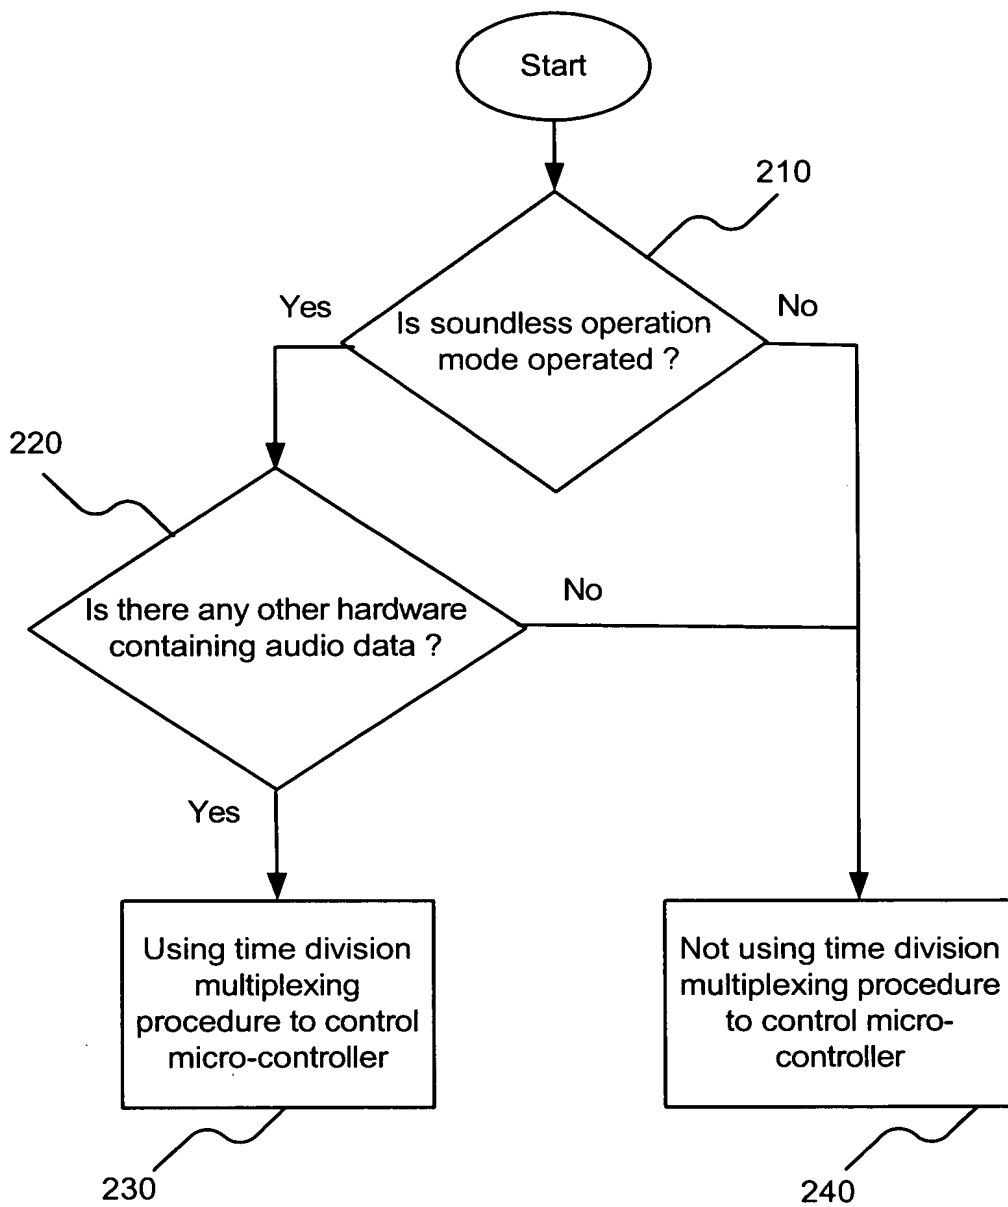 Start
210
Yes
No
Is soundless operation
mode operated ?
220
No
Is there any other hardware
containing audio data ?
Yes
Using time division
multiplexing
procedure to control
micro-controller
Not using time division
multiplexing procedure
to control micro-
controller
230
240